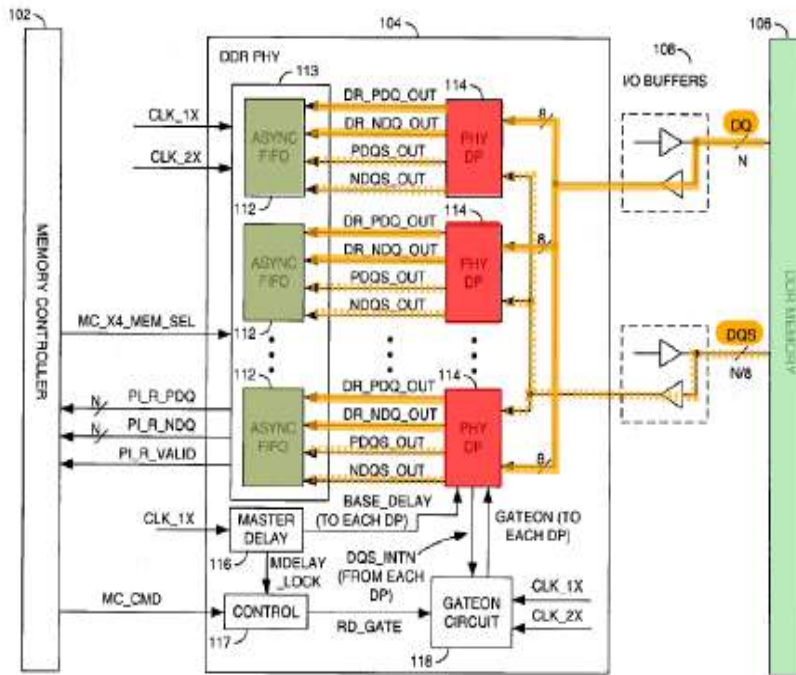 102
104
106
DDR PHY
113
114
108
I/O BUFFERS
CLK_1X
CLK_2X
ASYNC FIFO
DR_PDQ_OUT
DR_NDQ_OUT
PDQS_OUT
NDQS_OUT
PHY DP
8
DQ
N
112
114
ASYNC FIFO
DR_PDQ_OUT
DR_NDQ_OUT
PDQS_OUT
NDQS_OUT
PHY DP
8
MEMORY CONTROLLER
DDR MEMORY
MC_X4_MEM_SEL
112
DQS
N/8
112
114
PI_R_PDQ
N
PI_R_NDQ
N
PI_R_VALID
ASYNC FIFO
DR_PDQ_OUT
DR_NDQ_OUT
PDQS_OUT
NDQS_OUT
PHY DP
8
CLK_1X
MASTER DELAY
116
BASE_DELAY
(TO EACH DP)
GATEON (TO
EACH DP)
DQS_INTN
(FROM EACH
DP)
MDELAY
_LOCK
MC_CMD
CONTROL
117
RD_GATE
GATEON CIRCUIT
118
CLK_1X
CLK_2X